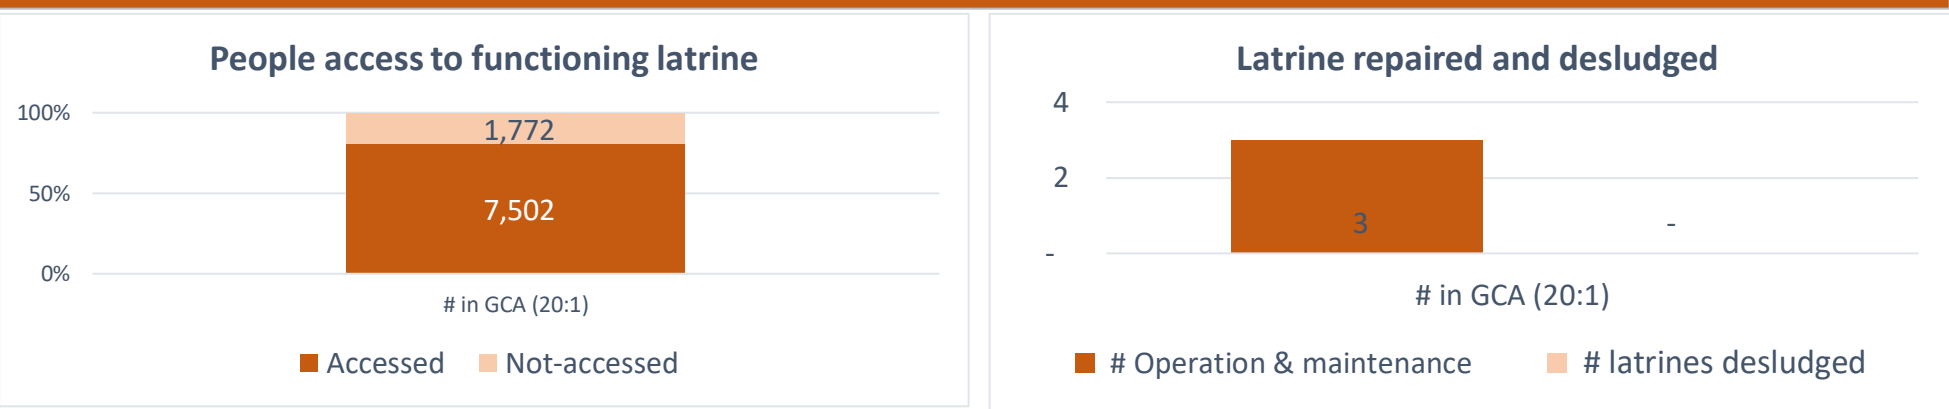 People access to functioning latrine
100%
1,772
50%
7,502
0%
# in GCA (20:1)
Accessed
Not-accessed
Latrine repaired and desludged
4
2
3
-
-
# in GCA (20:1)
# Operation & maintenance
# latrines desludged